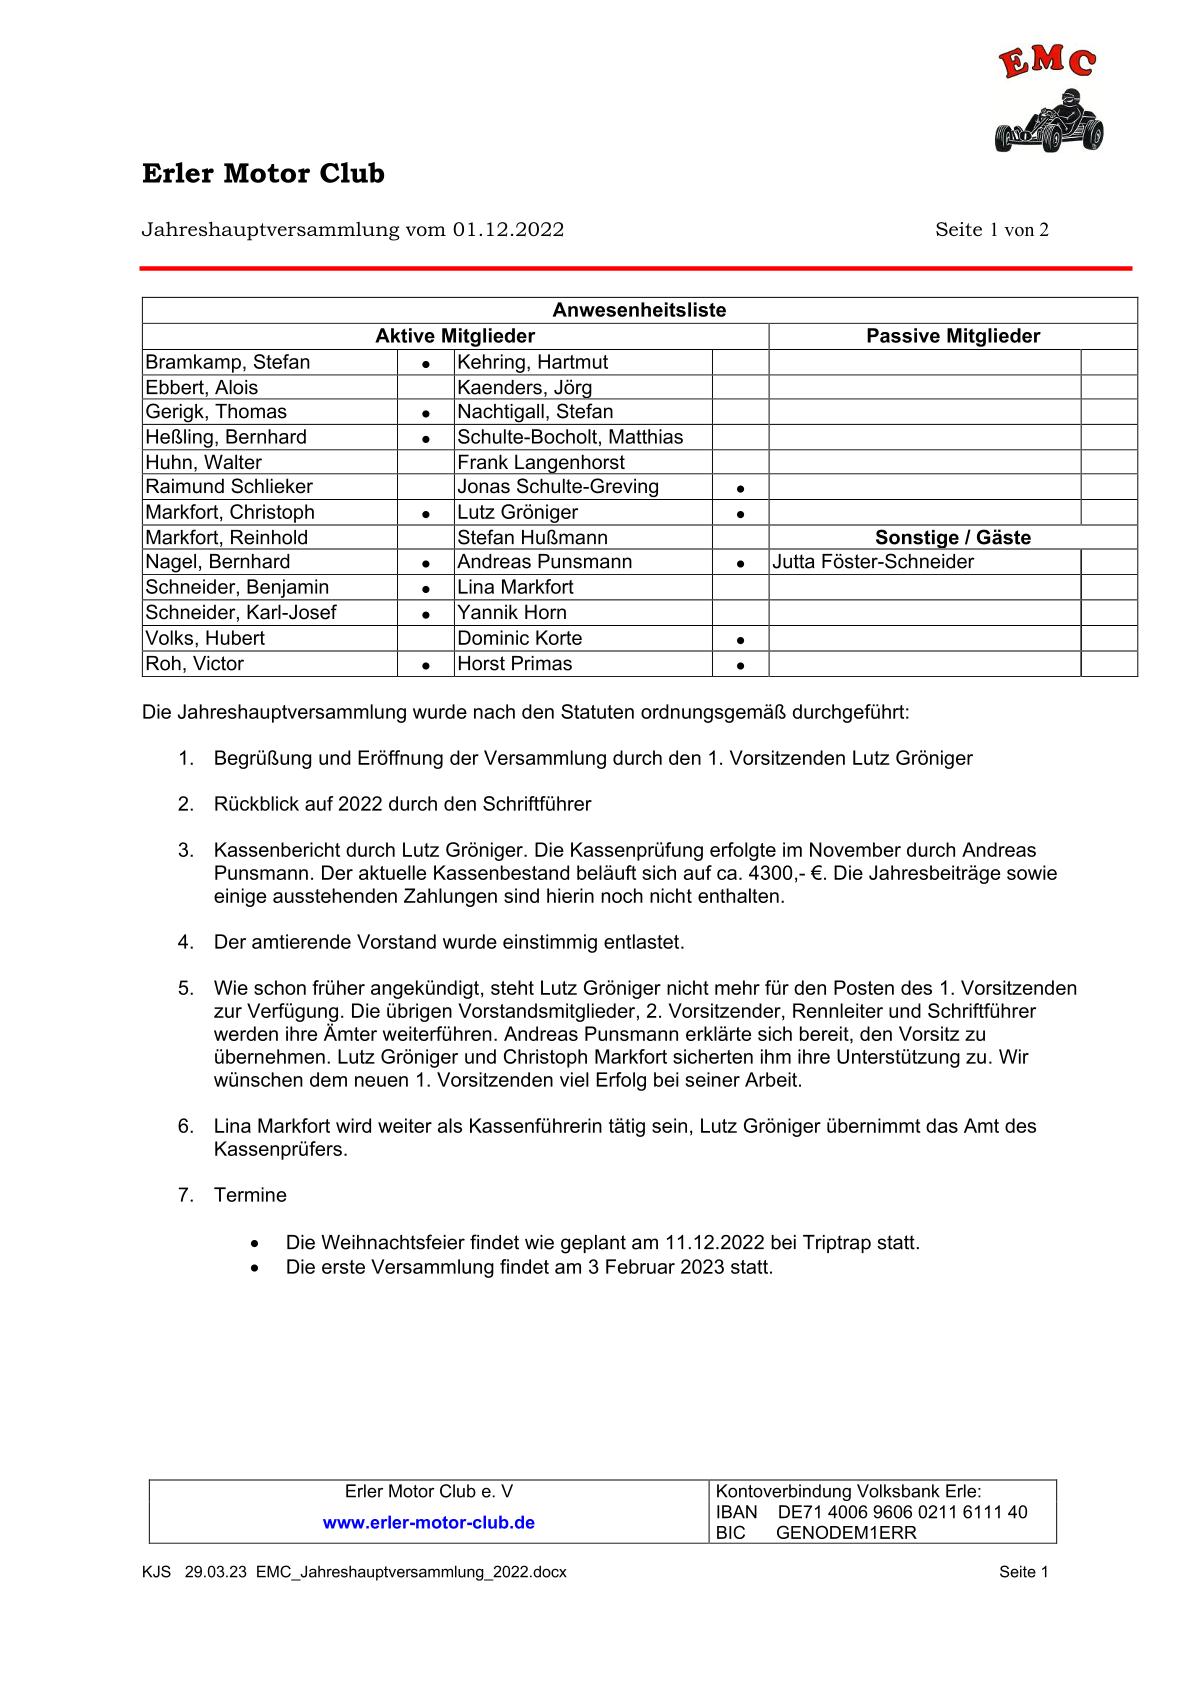 EMC
Erler Motor Club
Jahreshauptversammlung vom 01.12.2022 Seite 1 von 2
Anwesenheitsliste
Aktive Mitglieder Passive Mitglieder
Bramkamp, Stefan • Kehring, Hartmut
Ebbert, Alois Kaenders, Jörg
Gerigk, Thomas • Nachtigall, Stefan
Heßling, Bernhard • Schulte-Bocholt, Matthias
Huhn, Walter Frank Langenhorst
Raimund Schlieker Jonas Schulte-Greving •
Markfort, Christoph • Lutz Gröniger •
Markfort, Reinhold Stefan Hußmann Sonstige / Gäste
Nagel, Bernhard • Andreas Punsmann • Jutta Föster-Schneider
Schneider, Benjamin • Lina Markfort
Schneider, Karl-Josef • Yannik Horn
Volks, Hubert Dominic Korte •
Roh, Victor • Horst Primas •
Die Jahreshauptversammlung wurde nach den Statuten ordnungsgemäß durchgeführt:
1. Begrüßung und Eröffnung der Versammlung durch den 1. Vorsitzenden Lutz Gröniger
2. Rückblick auf 2022 durch den Schriftführer
3. Kassenbericht durch Lutz Gröniger. Die Kassenprüfung erfolgte im November durch Andreas
Punsmann. Der aktuelle Kassenbestand beläuft sich auf ca. 4300,- €. Die Jahresbeiträge sowie
einige ausstehenden Zahlungen sind hierin noch nicht enthalten.
4. Der amtierende Vorstand wurde einstimmig entlastet.
5. Wie schon früher angekündigt, steht Lutz Gröniger nicht mehr für den Posten des 1. Vorsitzenden
zur Verfügung. Die übrigen Vorstandsmitglieder, 2. Vorsitzender, Rennleiter und Schriftführer
werden ihre Ämter weiterführen. Andreas Punsmann erklärte sich bereit, den Vorsitz zu
übernehmen. Lutz Gröniger und Christoph Markfort sicherten ihm ihre Unterstützung zu. Wir
wünschen dem neuen 1. Vorsitzenden viel Erfolg bei seiner Arbeit.
6. Lina Markfort wird weiter als Kassenführerin tätig sein, Lutz Gröniger übernimmt das Amt des
Kassenprüfers.
7. Termine
• Die Weihnachtsfeier findet wie geplant am 11.12.2022 bei Triptrap statt.
• Die erste Versammlung findet am 3 Februar 2023 statt.
Erler Motor Club e. V
www.erler-motor-club.de
Kontoverbindung Volksbank Erle:
IBAN DE71 4006 9606 0211 6111 40
BIC GENODEM1ERR
KJS 29.03.23 EMC_Jahreshauptversammlung_2022.docx Seite 1